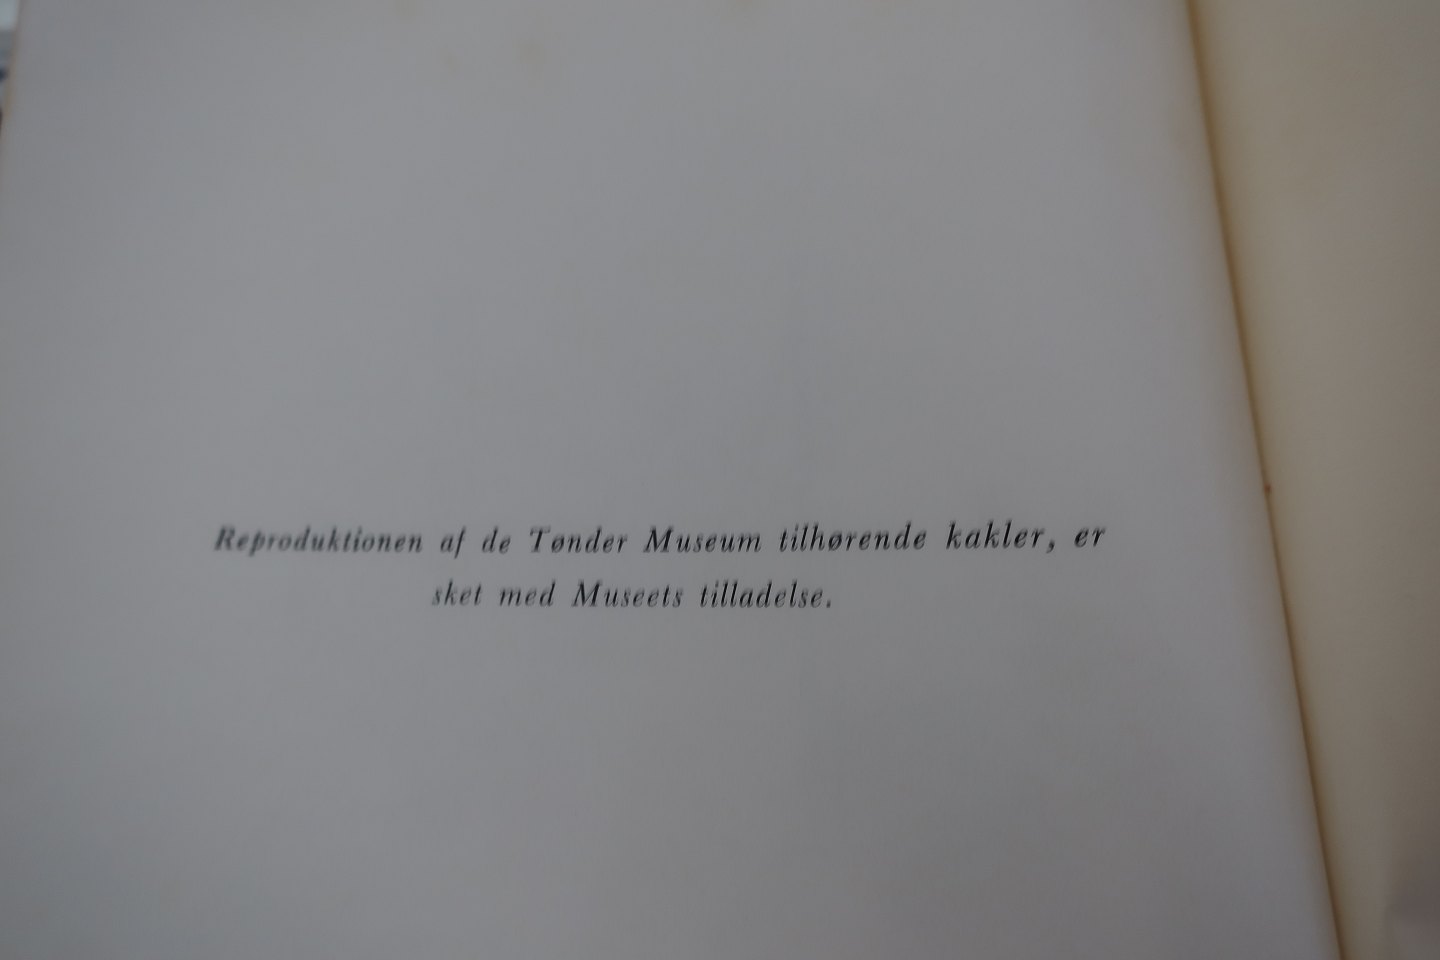 Reproduktionen af de Tønder Museum tilhørende kakler, er
sket med Museets tilladelse.